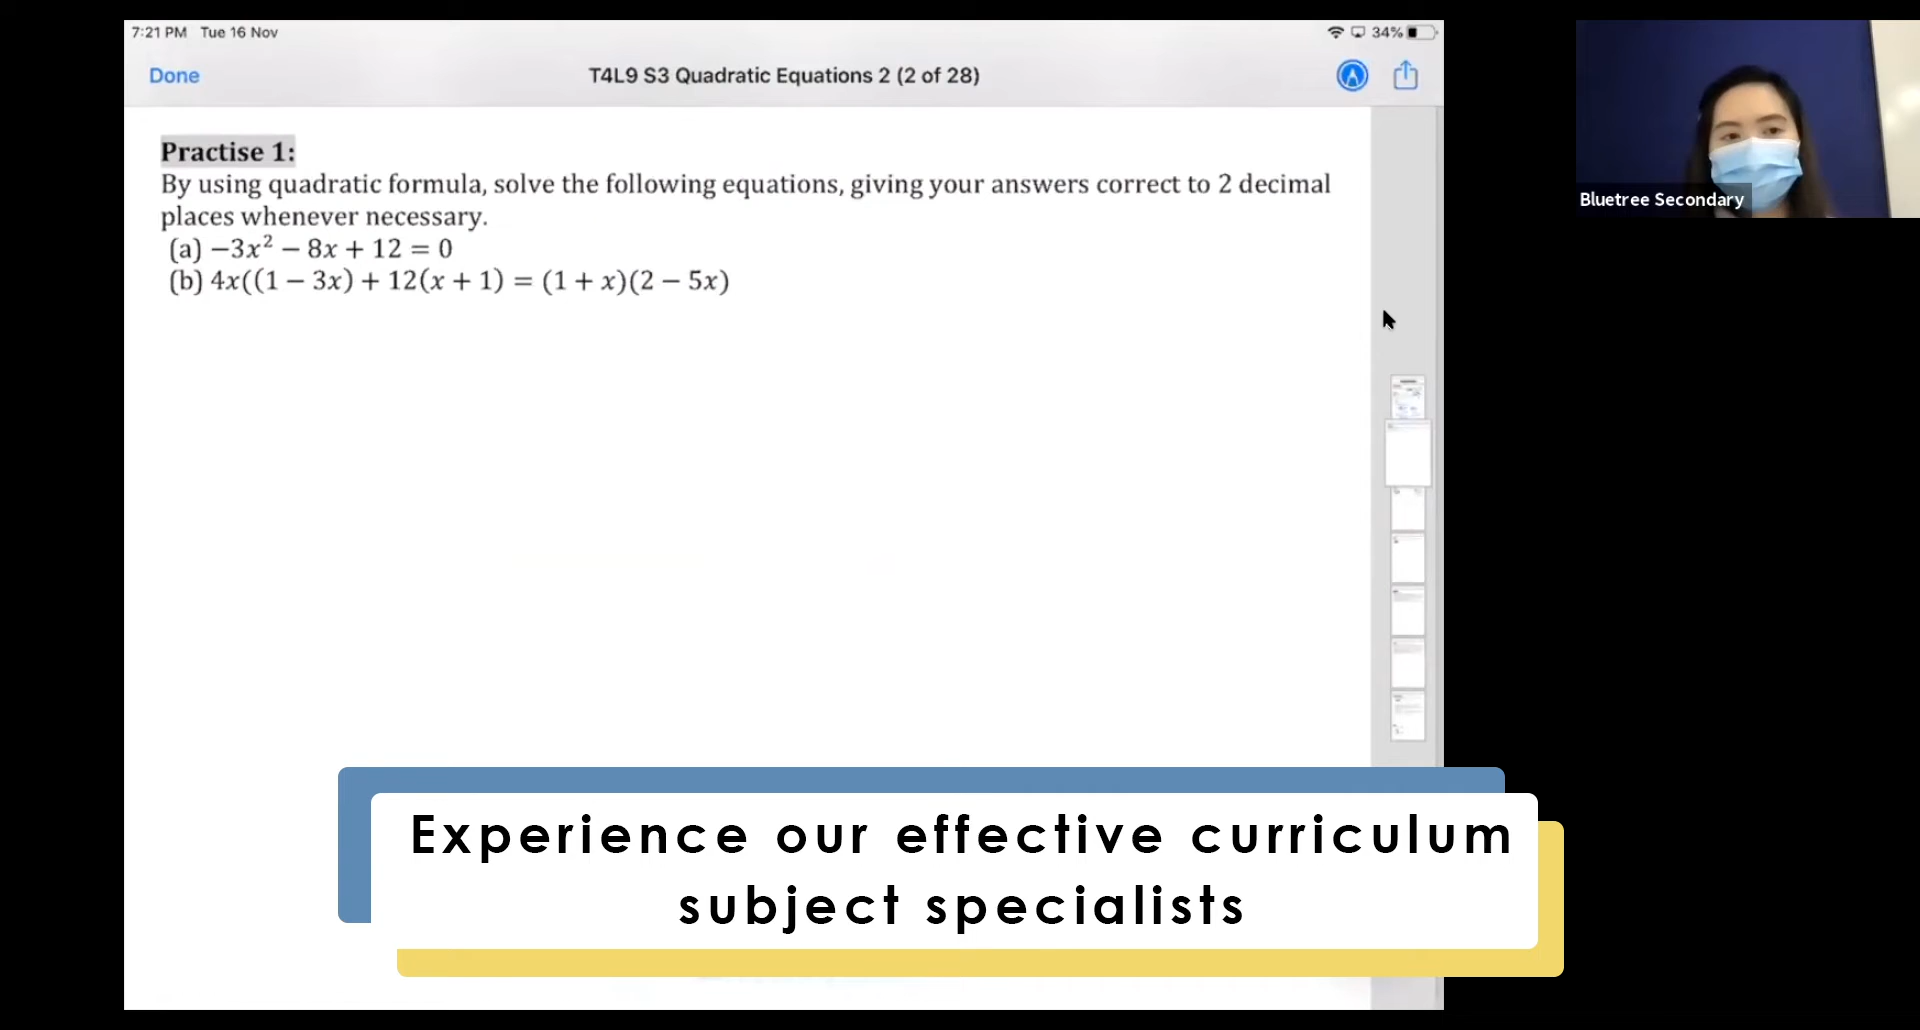 7:21 PM Tue 16 Nov
34%
Done
T4L9 S3 Quadratic Equations 2 (2 of 28)
Practise 1:
By using quadratic formula, solve the following equations, giving your answers correct to 2 decimal
places whenever necessary.
(a) −3x² − 8x + 12 = 0
(b) 4x((1 − 3x) + 12(x + 1) = (1 + x)(2 − 5x)
Bluetree Secondary
Experience our effective curriculum
subject specialists